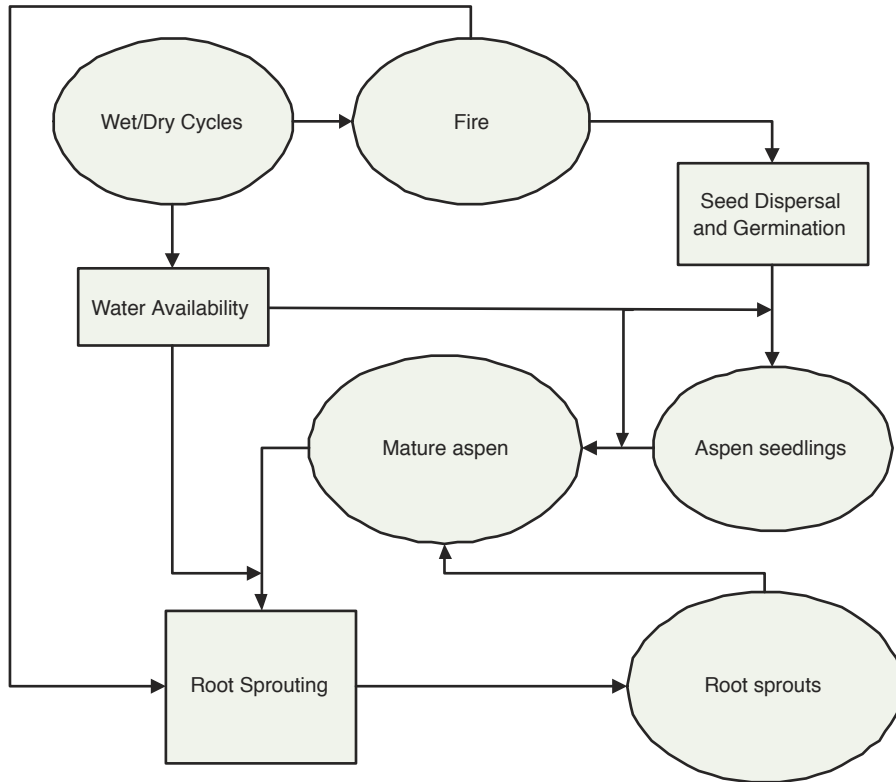 Wet/Dry Cycles
Fire
Seed Dispersal
and Germination
Water Availability
Mature aspen
Aspen seedlings
Root Sprouting
Root sprouts